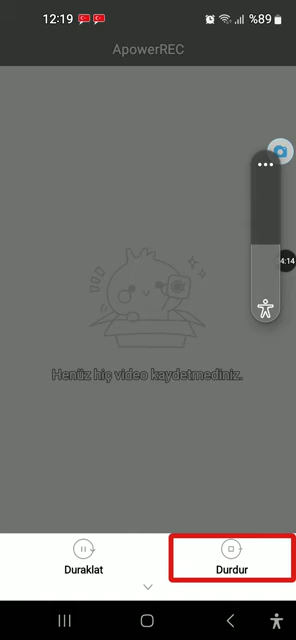 12:19 %89
ApowerREC
4:14
Henüz hiç video kaydetmediniz.
Duraklat Durdur